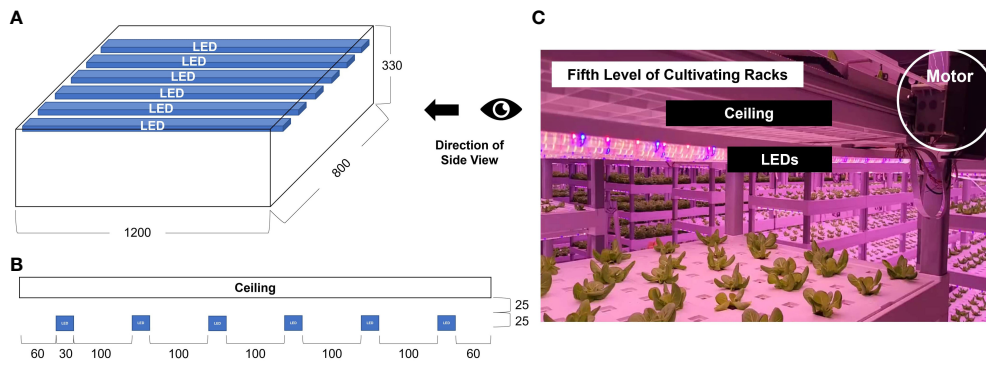 A
LED
LED
LED
LED
LED
LED
330
800
1200
Direction of
Side View
B
Ceiling
25
25
LED
LED
LED
LED
LED
LED
60
30
100
100
100
100
100
60
C
Fifth Level of Cultivating Racks
Motor
Ceiling
LEDs